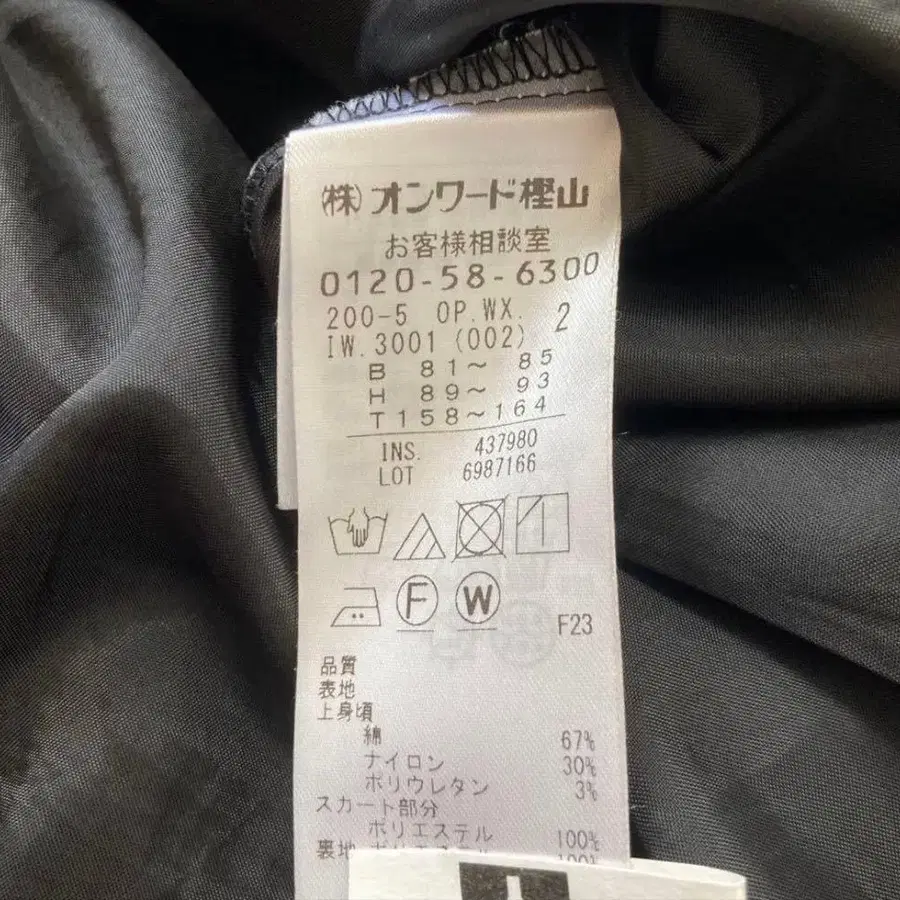 (株)オンワード樫山
お客様相談室
0120-58-6300
200-5 OP.WX. 2
IW.3001 (002)
B 81~ 85
H 89~ 93
T158~164
INS. 437980
LOT 6987166
F W
F23
品質
表地
上身頃
綿 67%
ナイロン 30%
ポリウレタン 3%
スカート部分
ポリエステル 100%
裏地